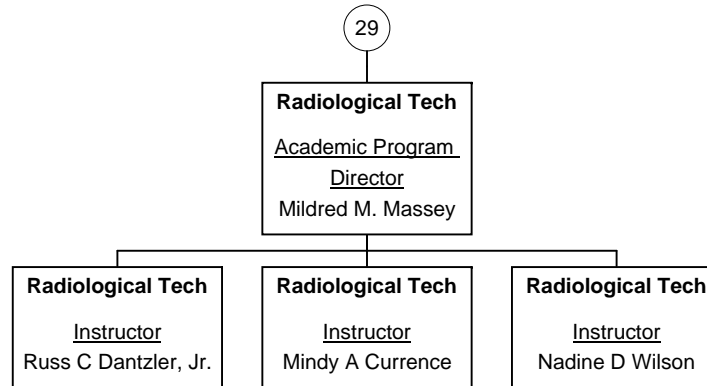 29
Radiological Tech
Academic Program
Director
Mildred M. Massey
Radiological Tech
Instructor
Russ C Dantzler, Jr.
Radiological Tech
Instructor
Mindy A Currence
Radiological Tech
Instructor
Nadine D Wilson